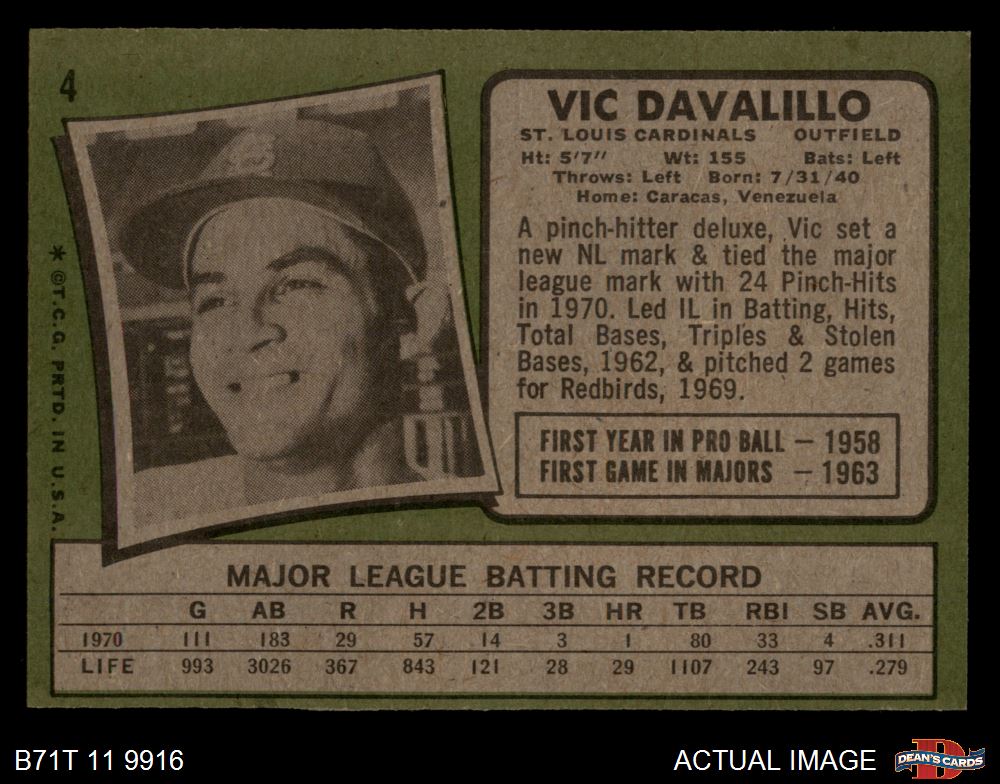 4
VIC DAVALILLO
ST. LOUIS CARDINALS OUTFIELD
Ht: 5'7" Wt: 155 Bats: Left
Throws: Left Born: 7/31/40
Home: Caracas, Venezuela
A pinch-hitter deluxe, Vic set a
new NL mark & tied the major
league mark with 24 Pinch-Hits
in 1970. Led IL in Batting, Hits,
Total Bases, Triples & Stolen
Bases, 1962, & pitched 2 games
for Redbirds, 1969.
FIRST YEAR IN PRO BALL — 1958
FIRST GAME IN MAJORS — 1963
* ©T.C.G. PRTD. IN U.S.A.
MAJOR LEAGUE BATTING RECORD
G AB R H 2B 3B HR TB RBI SB AVG.
1970 111 183 29 57 14 3 1 80 33 4 .311
LIFE 993 3026 367 843 121 28 29 1107 243 97 .279
B71T 11 9916
ACTUAL IMAGE
DEAN'S CARDS